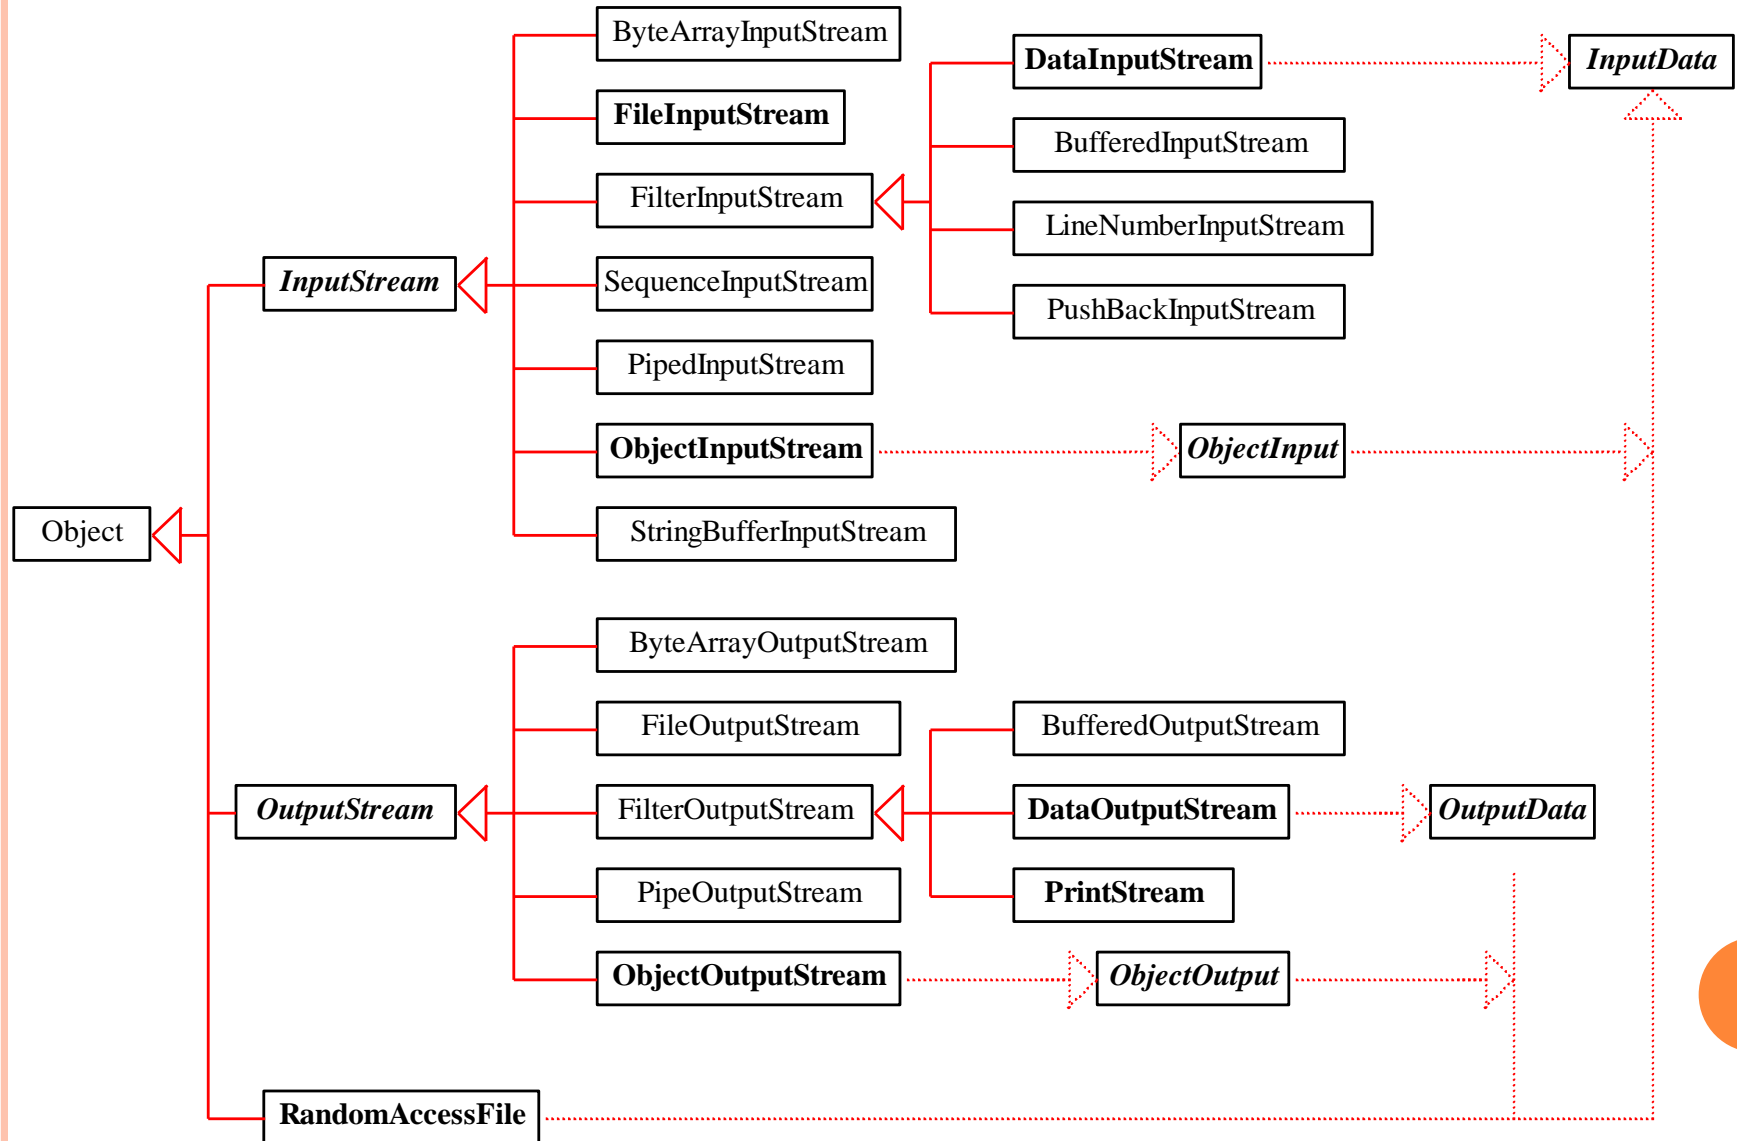 ByteArrayInputStream
DataInputStream
InputData
FileInputStream
BufferedInputStream
FilterInputStream
LineNumberInputStream
InputStream
SequenceInputStream
PushBackInputStream
PipedInputStream
ObjectInputStream
ObjectInput
Object
StringBufferInputStream
ByteArrayOutputStream
FileOutputStream
BufferedOutputStream
OutputStream
FilterOutputStream
DataOutputStream
OutputData
PipeOutputStream
PrintStream
ObjectOutputStream
ObjectOutput
RandomAccessFile